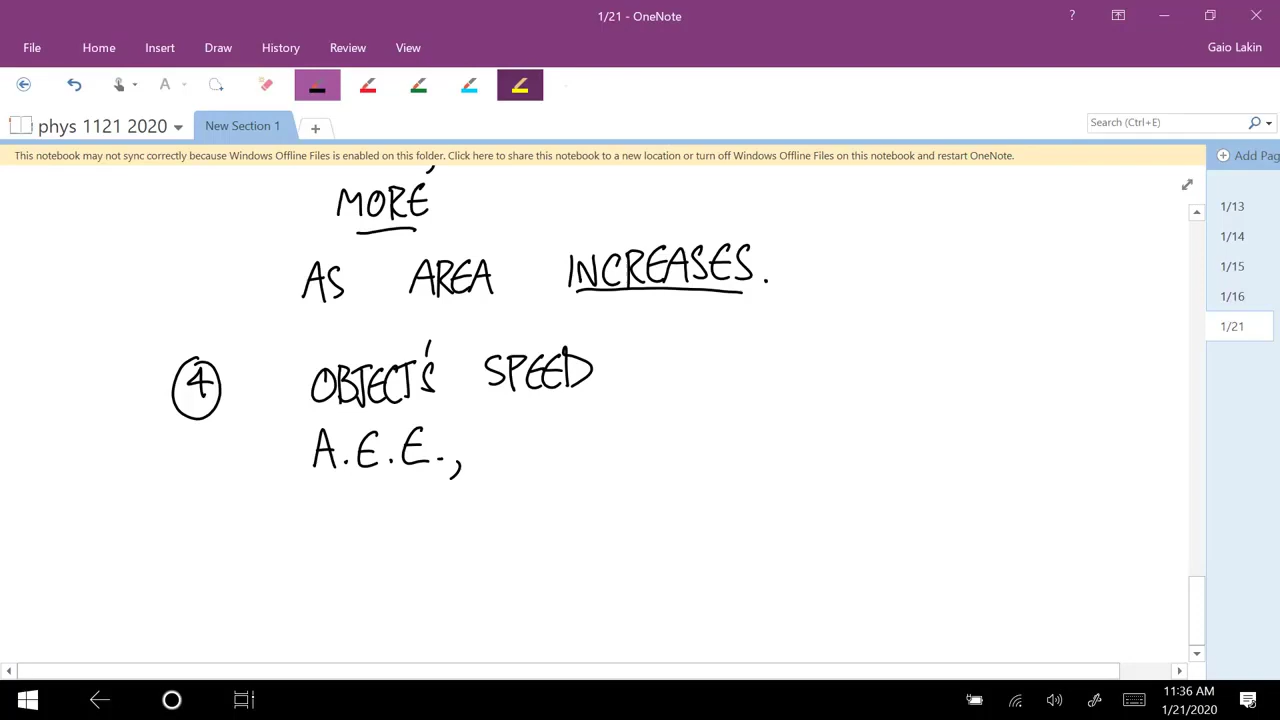 1/21 - OneNote
?
File Home Insert Draw History Review View Gaio Lakin
A
phys 1121 2020 New Section 1 + Search (Ctrl+E)
This notebook may not sync correctly because Windows Offline Files is enabled on this folder. Click here to share this notebook to a new location or turn off Windows Offline Files on this notebook and restart OneNote.
Add Pag
1/13
1/14
1/15
1/16
1/21
MORE
AS AREA INCREASES.
4 OBJECT'S SPEED
A.E.E.,
11:36 AM
1/21/2020